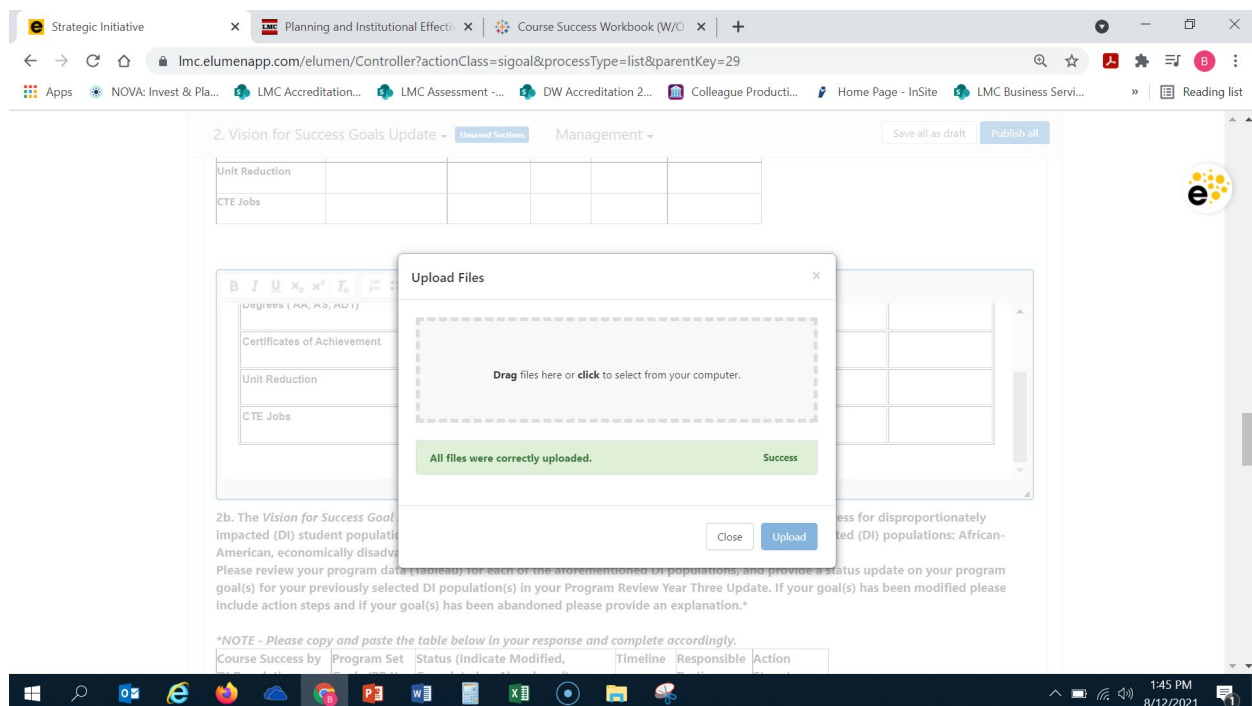 Strategic Initiative
LMC Planning and Institutional Effectiv
Course Success Workbook (W/O
lmc.elumenapp.com/elumen/Controller?actionClass=sigoal&processType=list&parentKey=29
B
Apps NOVA: Invest & Pla... LMC Accreditation... LMC Assessment -... DW Accreditation 2... Colleague Producti... Home Page - InSite LMC Business Servi... » Reading list
2. Vision for Success Goals Update Unsaved Sections Management Save all as draft Publish all
Unit Reduction
CTE Jobs
e
Upload Files ×
B I U x₂ x² Tx
Degrees ( AA, AS, ADT)
Certificates of Achievement
Drag files here or click to select from your computer.
Unit Reduction
CTE Jobs
All files were correctly uploaded. Success
Close Upload
2b. The Vision for Success Goal
ess for disproportionately
impacted (DI) student populatio
ted (DI) populations: African-
American, economically disadva
Please review your program data (Tableau) for each of the aforementioned DI populations, and provide a status update on your program
goal(s) for your previously selected DI population(s) in your Program Review Year Three Update. If your goal(s) has been modified please
include action steps and if your goal(s) has been abandoned please provide an explanation.*
*NOTE - Please copy and paste the table below in your response and complete accordingly.
Course Success by Program Set Status (Indicate Modified, Timeline Responsible Action
1:45 PM
8/12/2021